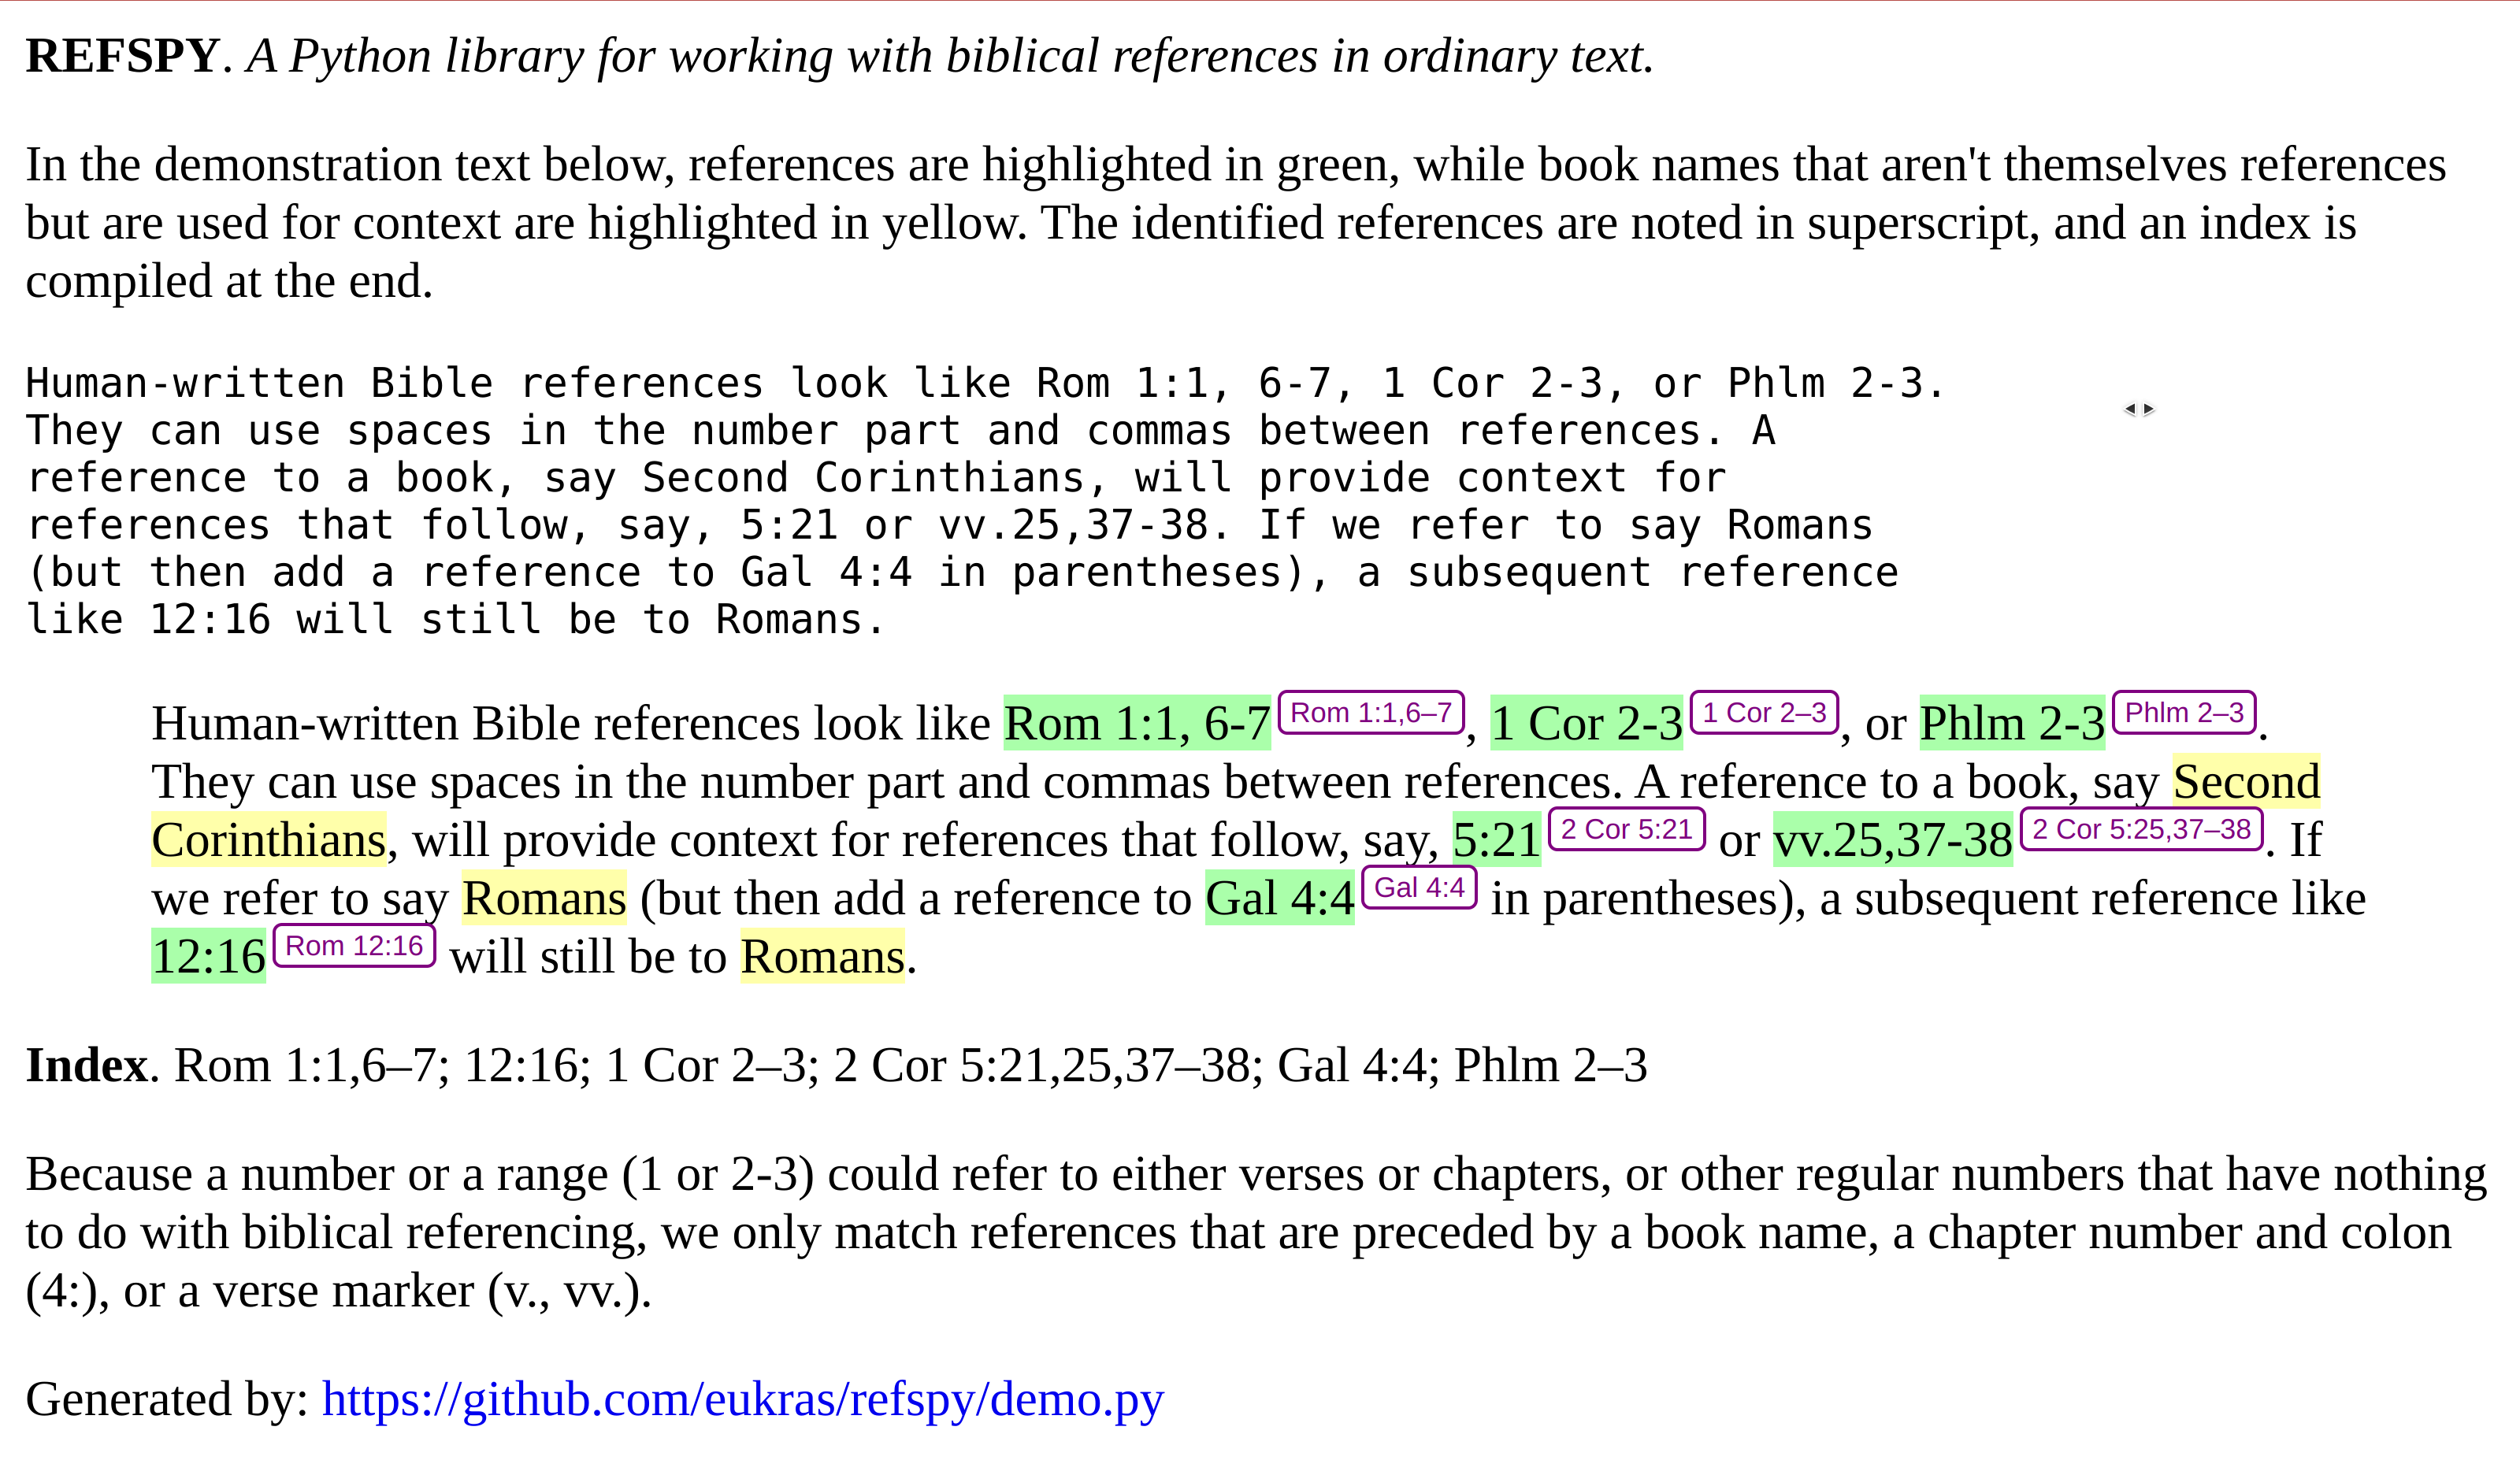 REFSPY. A Python library for working with biblical references in ordinary text.
In the demonstration text below, references are highlighted in green, while book names that aren't themselves references
but are used for context are highlighted in yellow. The identified references are noted in superscript, and an index is
compiled at the end.
Human-written Bible references look like Rom 1:1, 6-7, 1 Cor 2-3, or Phlm 2-3.
They can use spaces in the number part and commas between references. A
reference to a book, say Second Corinthians, will provide context for
references that follow, say, 5:21 or vv.25,37-38. If we refer to say Romans
(but then add a reference to Gal 4:4 in parentheses), a subsequent reference
like 12:16 will still be to Romans.
Human-written Bible references look like Rom 1:1, 6-7 Rom 1:1,6–7, 1 Cor 2-3 1 Cor 2–3, or Phlm 2-3 Phlm 2–3.
They can use spaces in the number part and commas between references. A reference to a book, say Second
Corinthians, will provide context for references that follow, say, 5:21 2 Cor 5:21 or vv.25,37-38 2 Cor 5:25,37–38. If
we refer to say Romans (but then add a reference to Gal 4:4 Gal 4:4 in parentheses), a subsequent reference like
12:16 Rom 12:16 will still be to Romans.
Index. Rom 1:1,6–7; 12:16; 1 Cor 2–3; 2 Cor 5:21,25,37–38; Gal 4:4; Phlm 2–3
Because a number or a range (1 or 2-3) could refer to either verses or chapters, or other regular numbers that have nothing
to do with biblical referencing, we only match references that are preceded by a book name, a chapter number and colon
(4:), or a verse marker (v., vv.).
Generated by: https://github.com/eukras/refspy/demo.py